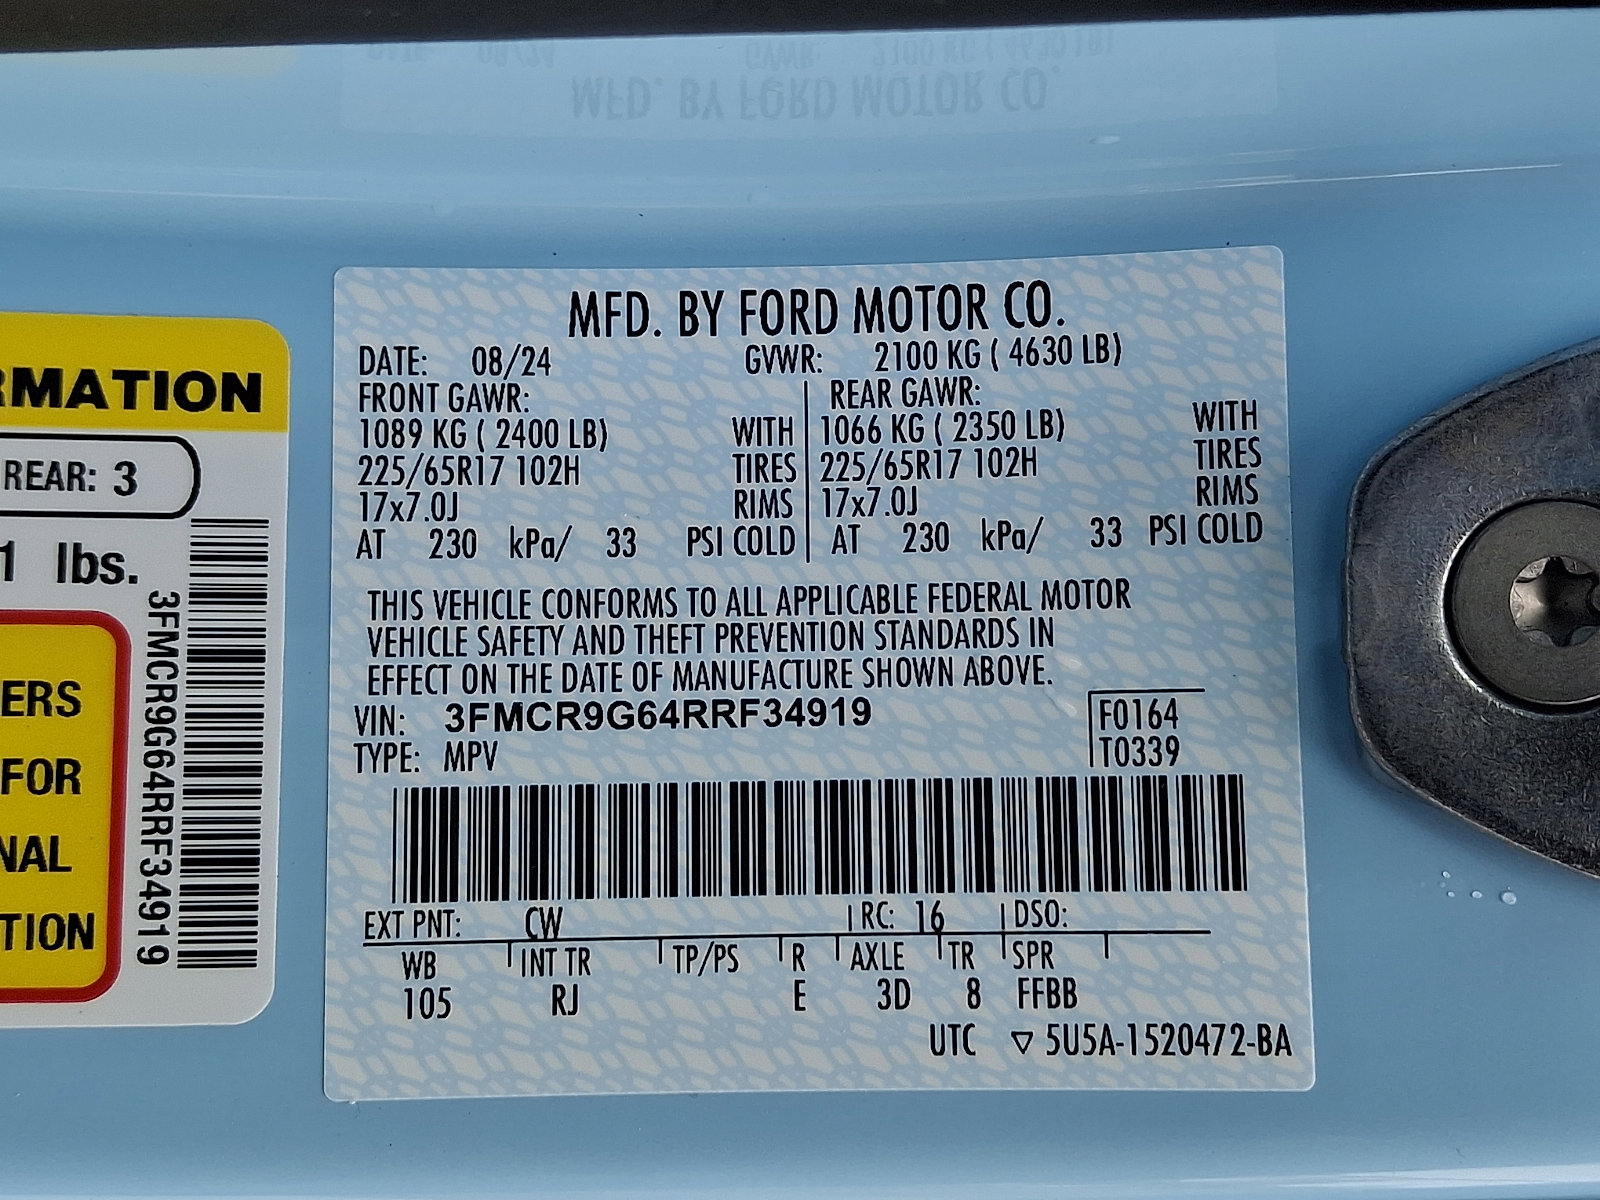 MFD. BY FORD MOTOR CO.
DATE: 08/24 GVWR: 2100 KG ( 4630 LB)
FRONT GAWR: REAR GAWR:
1089 KG ( 2400 LB) WITH 1066 KG ( 2350 LB) WITH
225/65R17 102H TIRES 225/65R17 102H TIRES
17x7.0J RIMS 17x7.0J RIMS
AT 230 kPa/ 33 PSI COLD AT 230 kPa/ 33 PSI COLD
THIS VEHICLE CONFORMS TO ALL APPLICABLE FEDERAL MOTOR
VEHICLE SAFETY AND THEFT PREVENTION STANDARDS IN
EFFECT ON THE DATE OF MANUFACTURE SHOWN ABOVE.
VIN: 3FMCR9G64RRF34919
TYPE: MPV
F0164
T0339
EXT PNT: CW RC: 16 DSO:
WB INT TR TP/PS R AXLE TR SPR
105 RJ E 3D 8 FFBB
UTC ▽ 5U5A-1520472-BA
RMATION
REAR: 3
1 lbs.
3FMCR9G64RRF34919
ERS
FOR
NAL
TION